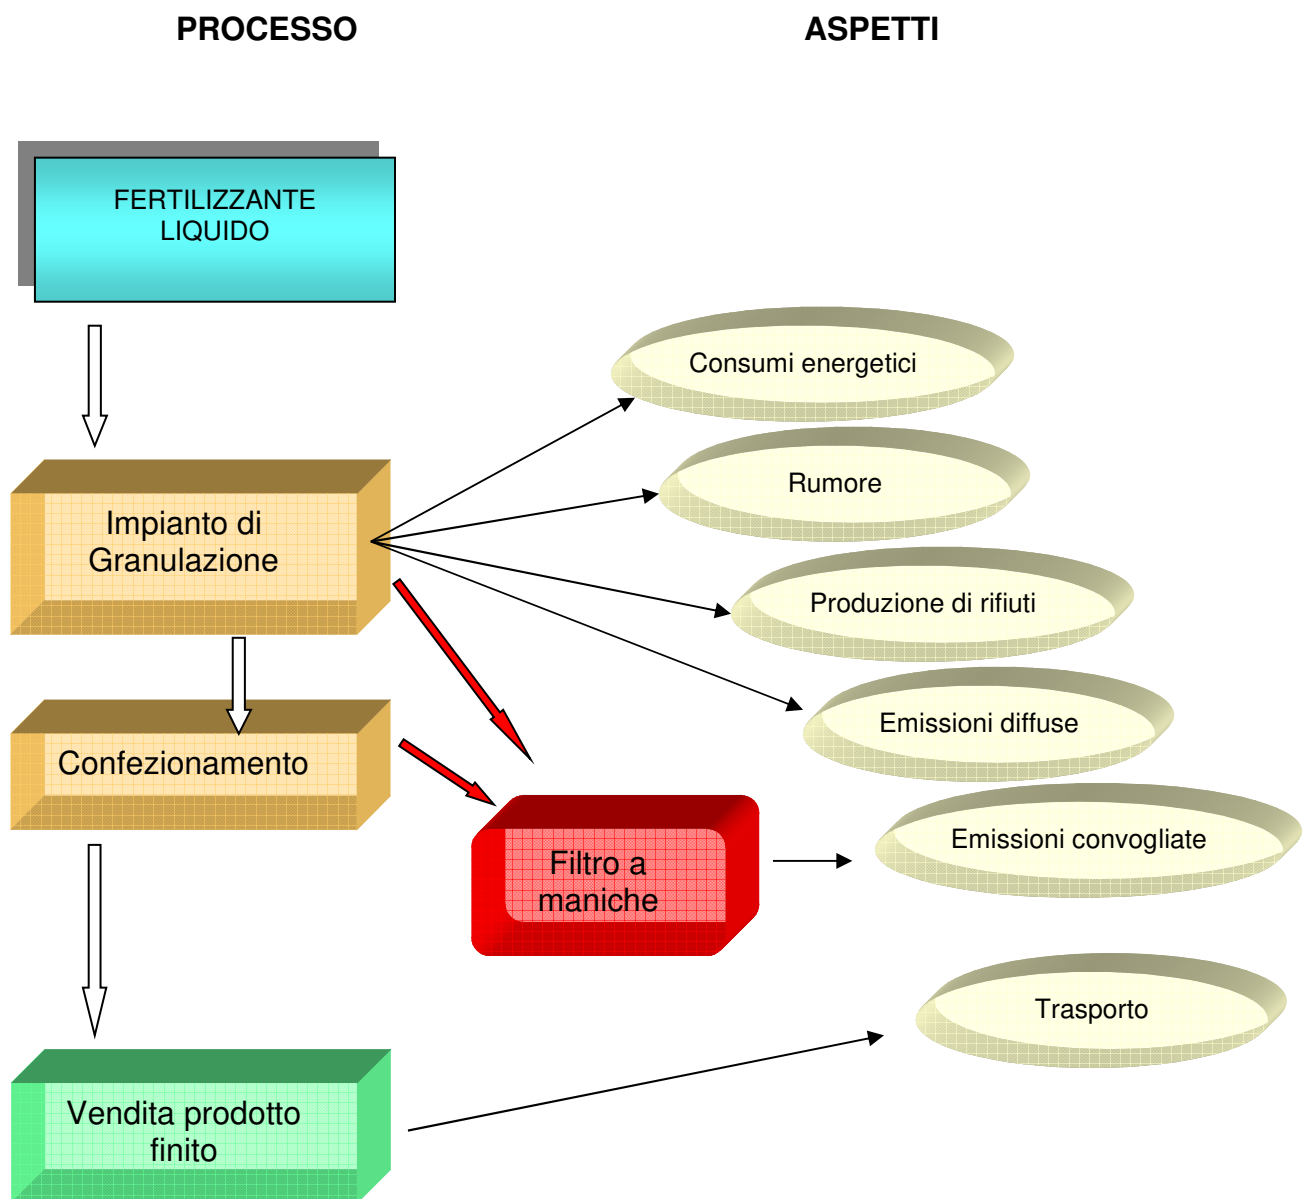 PROCESSO
ASPETTI
FERTILIZZANTE
LIQUIDO
Consumi energetici
Rumore
Impianto di
Granulazione
Produzione di rifiuti
Emissioni diffuse
Confezionamento
Emissioni convogliate
Filtro a
maniche
Trasporto
Vendita prodotto
finito